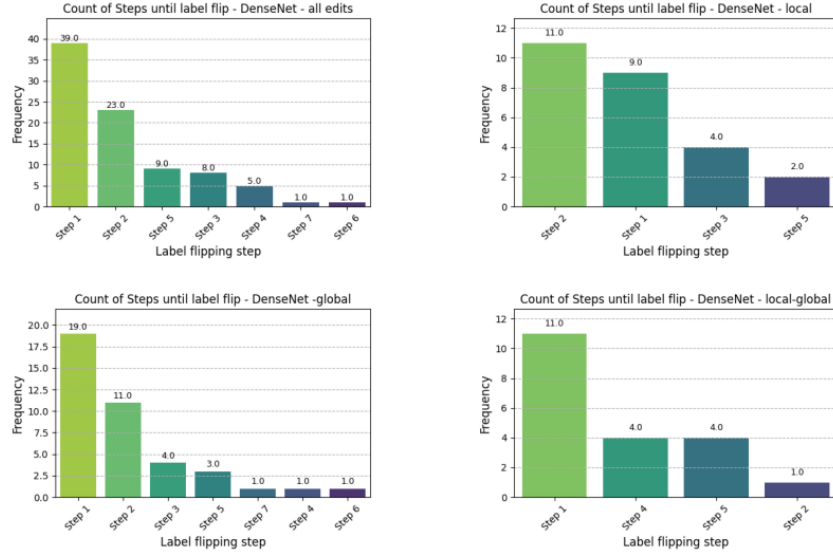 Count of Steps until label flip - DenseNet - all edits
Frequency
40
35
30
25
20
15
10
5
0
39.0
23.0
9.0
8.0
5.0
1.0
1.0
Step 1
Step 2
Step 5
Step 3
Step 4
Step 7
Step 6
Label flipping step
Count of Steps until label flip - DenseNet - local
Frequency
12
10
8
6
4
2
0
11.0
9.0
4.0
2.0
Step 2
Step 1
Step 3
Step 5
Label flipping step
Count of Steps until label flip - DenseNet -global
Frequency
20.0
17.5
15.0
12.5
10.0
7.5
5.0
2.5
0.0
19.0
11.0
4.0
3.0
1.0
1.0
1.0
Step 1
Step 2
Step 3
Step 5
Step 7
Step 4
Step 6
Label flipping step
Count of Steps until label flip - DenseNet - local-global
Frequency
12
10
8
6
4
2
0
11.0
4.0
4.0
1.0
Step 1
Step 4
Step 5
Step 2
Label flipping step